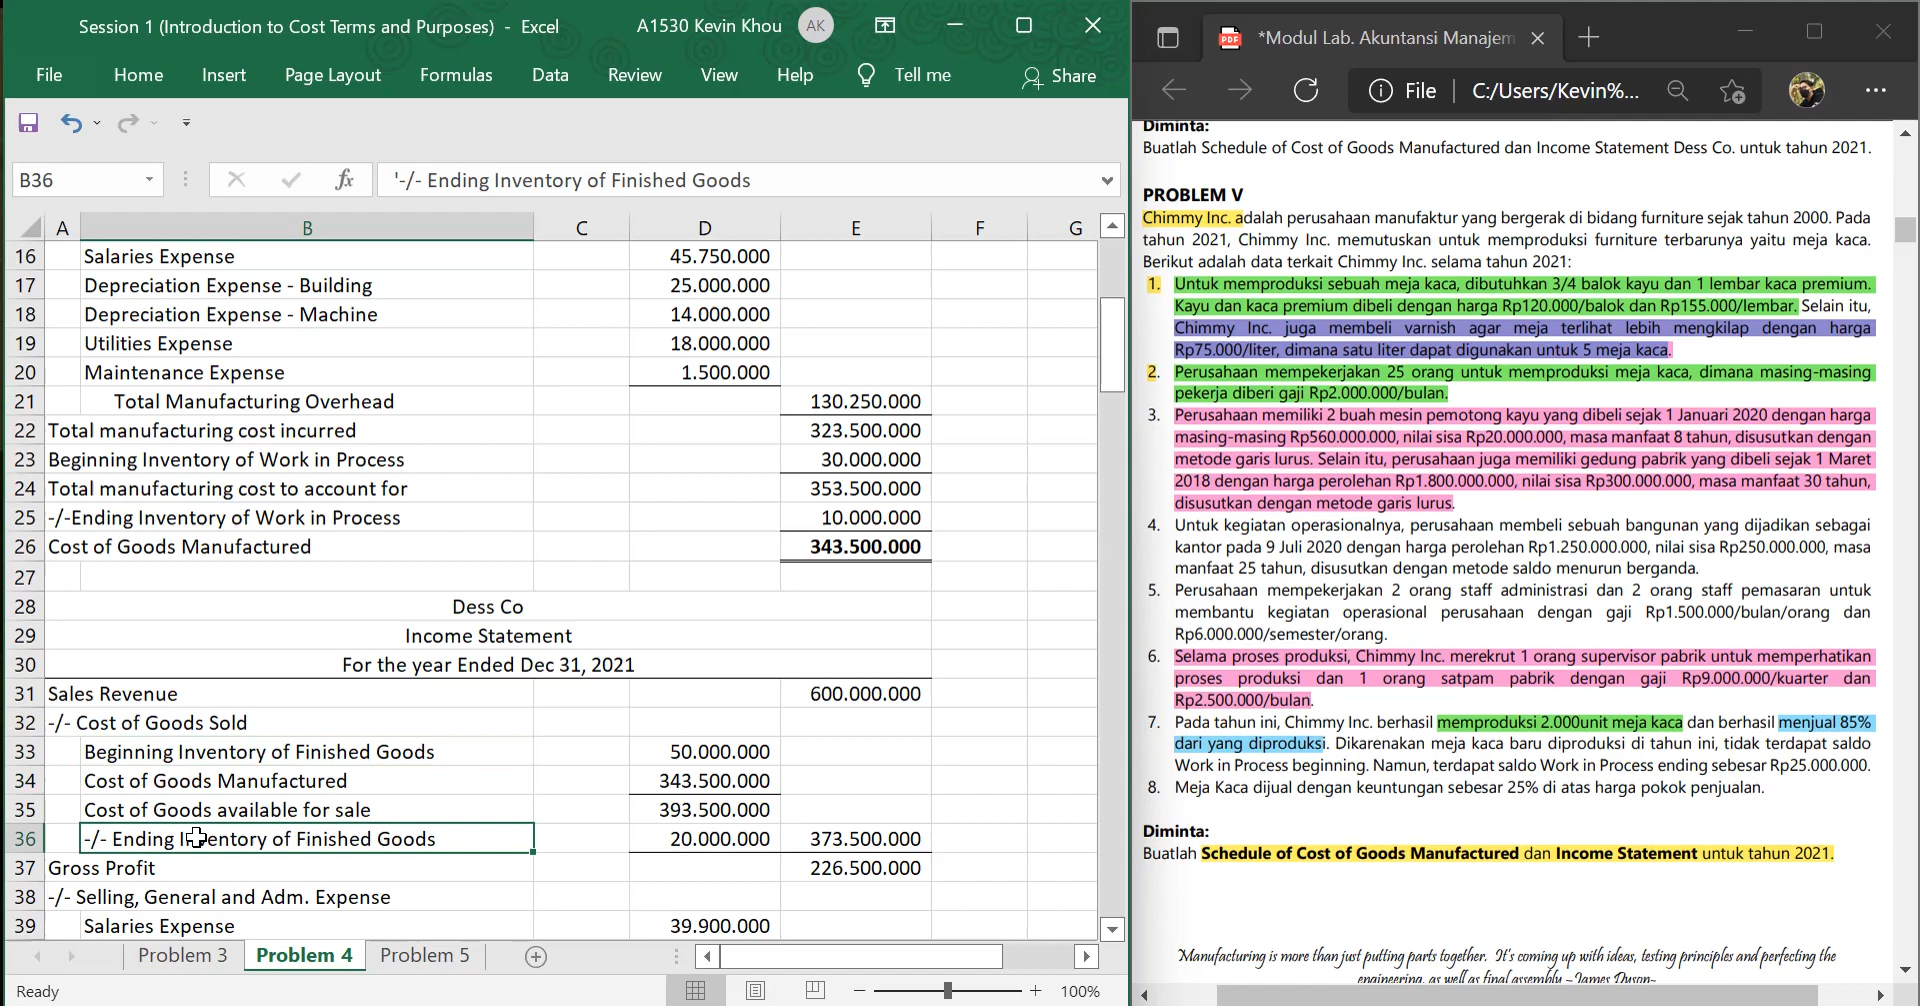 Session 1 (Introduction to Cost Terms and Purposes) - Excel
A1530 Kevin Khou
AK
File Home Insert Page Layout Formulas Data Review View Help Tell me Share
B36
fx
'-/- Ending Inventory of Finished Goods
A B C D E F G
16 Salaries Expense 45.750.000
17 Depreciation Expense - Building 25.000.000
18 Depreciation Expense - Machine 14.000.000
19 Utilities Expense 18.000.000
20 Maintenance Expense 1.500.000
21 Total Manufacturing Overhead 130.250.000
22 Total manufacturing cost incurred 323.500.000
23 Beginning Inventory of Work in Process 30.000.000
24 Total manufacturing cost to account for 353.500.000
25 -/-Ending Inventory of Work in Process 10.000.000
26 Cost of Goods Manufactured 343.500.000
27
28 Dess Co
29 Income Statement
30 For the year Ended Dec 31, 2021
31 Sales Revenue 600.000.000
32 -/- Cost of Goods Sold
33 Beginning Inventory of Finished Goods 50.000.000
34 Cost of Goods Manufactured 343.500.000
35 Cost of Goods available for sale 393.500.000
36 -/- Ending Inventory of Finished Goods 20.000.000 373.500.000
37 Gross Profit 226.500.000
38 -/- Selling, General and Adm. Expense
39 Salaries Expense 39.900.000
Problem 3 Problem 4 Problem 5
Ready
100%
PDF
*Modul Lab. Akuntansi Manajem
File C:/Users/Kevin%...
Diminta:
Buatlah Schedule of Cost of Goods Manufactured dan Income Statement Dess Co. untuk tahun 2021.
PROBLEM V
Chimmy Inc. adalah perusahaan manufaktur yang bergerak di bidang furniture sejak tahun 2000. Pada
tahun 2021, Chimmy Inc. memutuskan untuk memproduksi furniture terbarunya yaitu meja kaca.
Berikut adalah data terkait Chimmy Inc. selama tahun 2021:
1. Untuk memproduksi sebuah meja kaca, dibutuhkan 3/4 balok kayu dan 1 lembar kaca premium.
Kayu dan kaca premium dibeli dengan harga Rp120.000/balok dan Rp155.000/lembar. Selain itu,
Chimmy Inc. juga membeli varnish agar meja terlihat lebih mengkilap dengan harga
Rp75.000/liter, dimana satu liter dapat digunakan untuk 5 meja kaca.
2. Perusahaan mempekerjakan 25 orang untuk memproduksi meja kaca, dimana masing-masing
pekerja diberi gaji Rp2.000.000/bulan.
3. Perusahaan memiliki 2 buah mesin pemotong kayu yang dibeli sejak 1 Januari 2020 dengan harga
masing-masing Rp560.000.000, nilai sisa Rp20.000.000, masa manfaat 8 tahun, disusutkan dengan
metode garis lurus. Selain itu, perusahaan juga memiliki gedung pabrik yang dibeli sejak 1 Maret
2018 dengan harga perolehan Rp1.800.000.000, nilai sisa Rp300.000.000, masa manfaat 30 tahun,
disusutkan dengan metode garis lurus.
4. Untuk kegiatan operasionalnya, perusahaan membeli sebuah bangunan yang dijadikan sebagai
kantor pada 9 Juli 2020 dengan harga perolehan Rp1.250.000.000, nilai sisa Rp250.000.000, masa
manfaat 25 tahun, disusutkan dengan metode saldo menurun berganda.
5. Perusahaan mempekerjakan 2 orang staff administrasi dan 2 orang staff pemasaran untuk
membantu kegiatan operasional perusahaan dengan gaji Rp1.500.000/bulan/orang dan
Rp6.000.000/semester/orang.
6. Selama proses produksi, Chimmy Inc. merekrut 1 orang supervisor pabrik untuk memperhatikan
proses produksi dan 1 orang satpam pabrik dengan gaji Rp9.000.000/kuarter dan
Rp2.500.000/bulan.
7. Pada tahun ini, Chimmy Inc. berhasil memproduksi 2.000unit meja kaca dan berhasil menjual 85%
dari yang diproduksi. Dikarenakan meja kaca baru diproduksi di tahun ini, tidak terdapat saldo
Work in Process beginning. Namun, terdapat saldo Work in Process ending sebesar Rp25.000.000.
8. Meja Kaca dijual dengan keuntungan sebesar 25% di atas harga pokok penjualan.
Diminta:
Buatlah Schedule of Cost of Goods Manufactured dan Income Statement untuk tahun 2021.
"Manufacturing is more than just putting parts together. It's coming up with ideas, testing principles and perfecting the
engineering, as well as final assembly ~James Dyson~